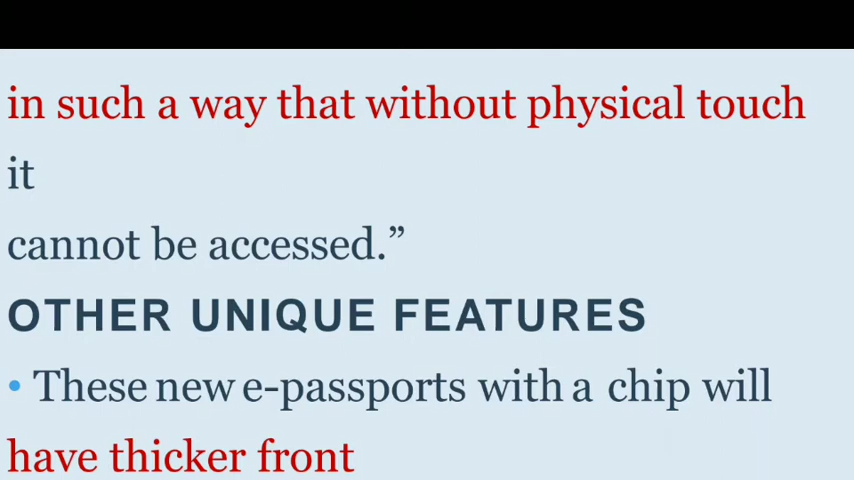 in such a way that without physical touch
it
cannot be accessed.”
OTHER UNIQUE FEATURES
• These new e-passports with a chip will
have thicker front